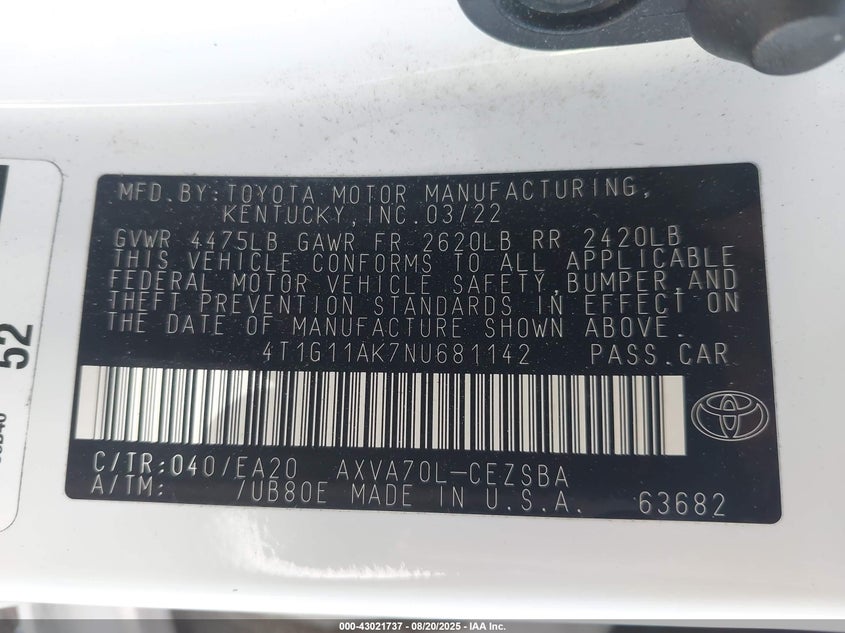 MFD.BY:TOYOTA MOTOR MANUFACTURING,
KENTUCKY,INC.03/22
GVWR 4475LB GAWR FR 2620LB RR 2420LB
THIS VEHICLE CONFORMS TO ALL APPLICABLE
FEDERAL MOTOR VEHICLE SAFETY,BUMPER,AND
THEFT PREVENTION STANDARDS IN EFFECT ON
THE DATE OF MANUFACTURE SHOWN ABOVE.
4T1G11AK7NU681142 PASS.CAR
C/TR:040/EA20 AXVA70L-CEZSBA
A/TM: /UB80E MADE IN U.S.A. 63682
52
000-43021737 - 08/20/2025 - IAA Inc.